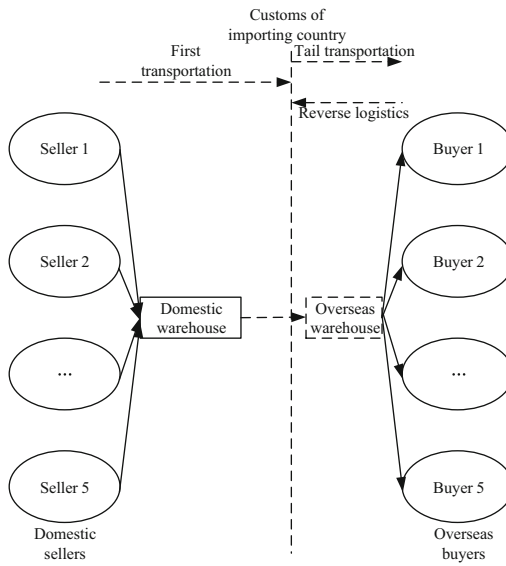 Customs of
importing country
First
transportation
Tail transportation
Reverse logistics
Seller 1
Buyer 1
Seller 2
Buyer 2
Domestic
warehouse
Overseas
warehouse
...
...
Seller 5
Buyer 5
Domestic
sellers
Overseas
buyers